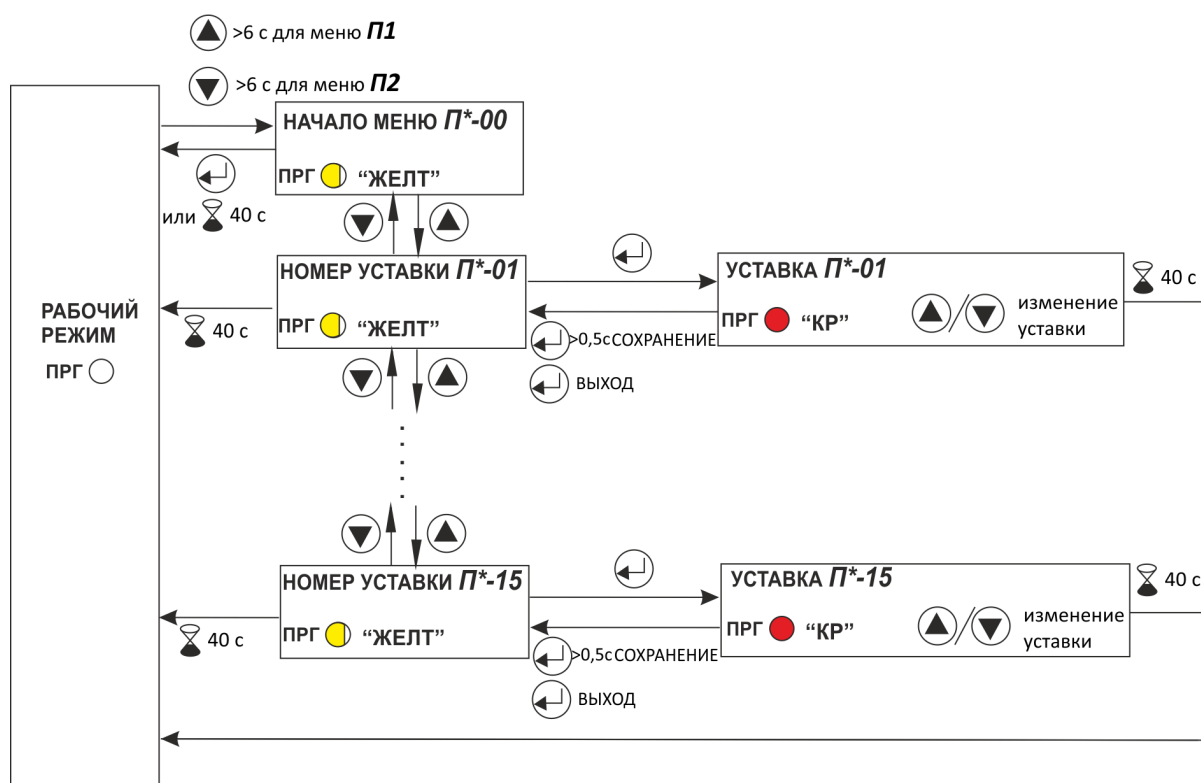 >6 с для меню П1
>6 с для меню П2
НАЧАЛО МЕНЮ П*-00
ПРГ “ЖЕЛТ”
или 40 с
НОМЕР УСТАВКИ П*-01
ПРГ “ЖЕЛТ”
40 с
УСТАВКА П*-01
ПРГ “КР”
изменение
уставки
40 с
>0,5с СОХРАНЕНИЕ
ВЫХОД
РАБОЧИЙ
РЕЖИМ
ПРГ
НОМЕР УСТАВКИ П*-15
ПРГ “ЖЕЛТ”
40 с
УСТАВКА П*-15
ПРГ “КР”
изменение
уставки
40 с
>0,5с СОХРАНЕНИЕ
ВЫХОД